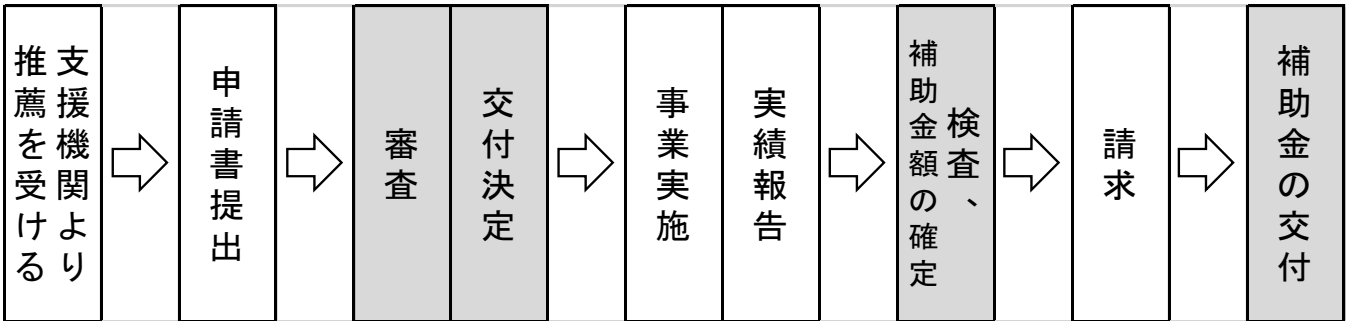 支援機関より
推薦を受ける
申請書提出
審査
交付決定
事業実施
実績報告
検査、
補助金額の確定
請求
補助金の交付